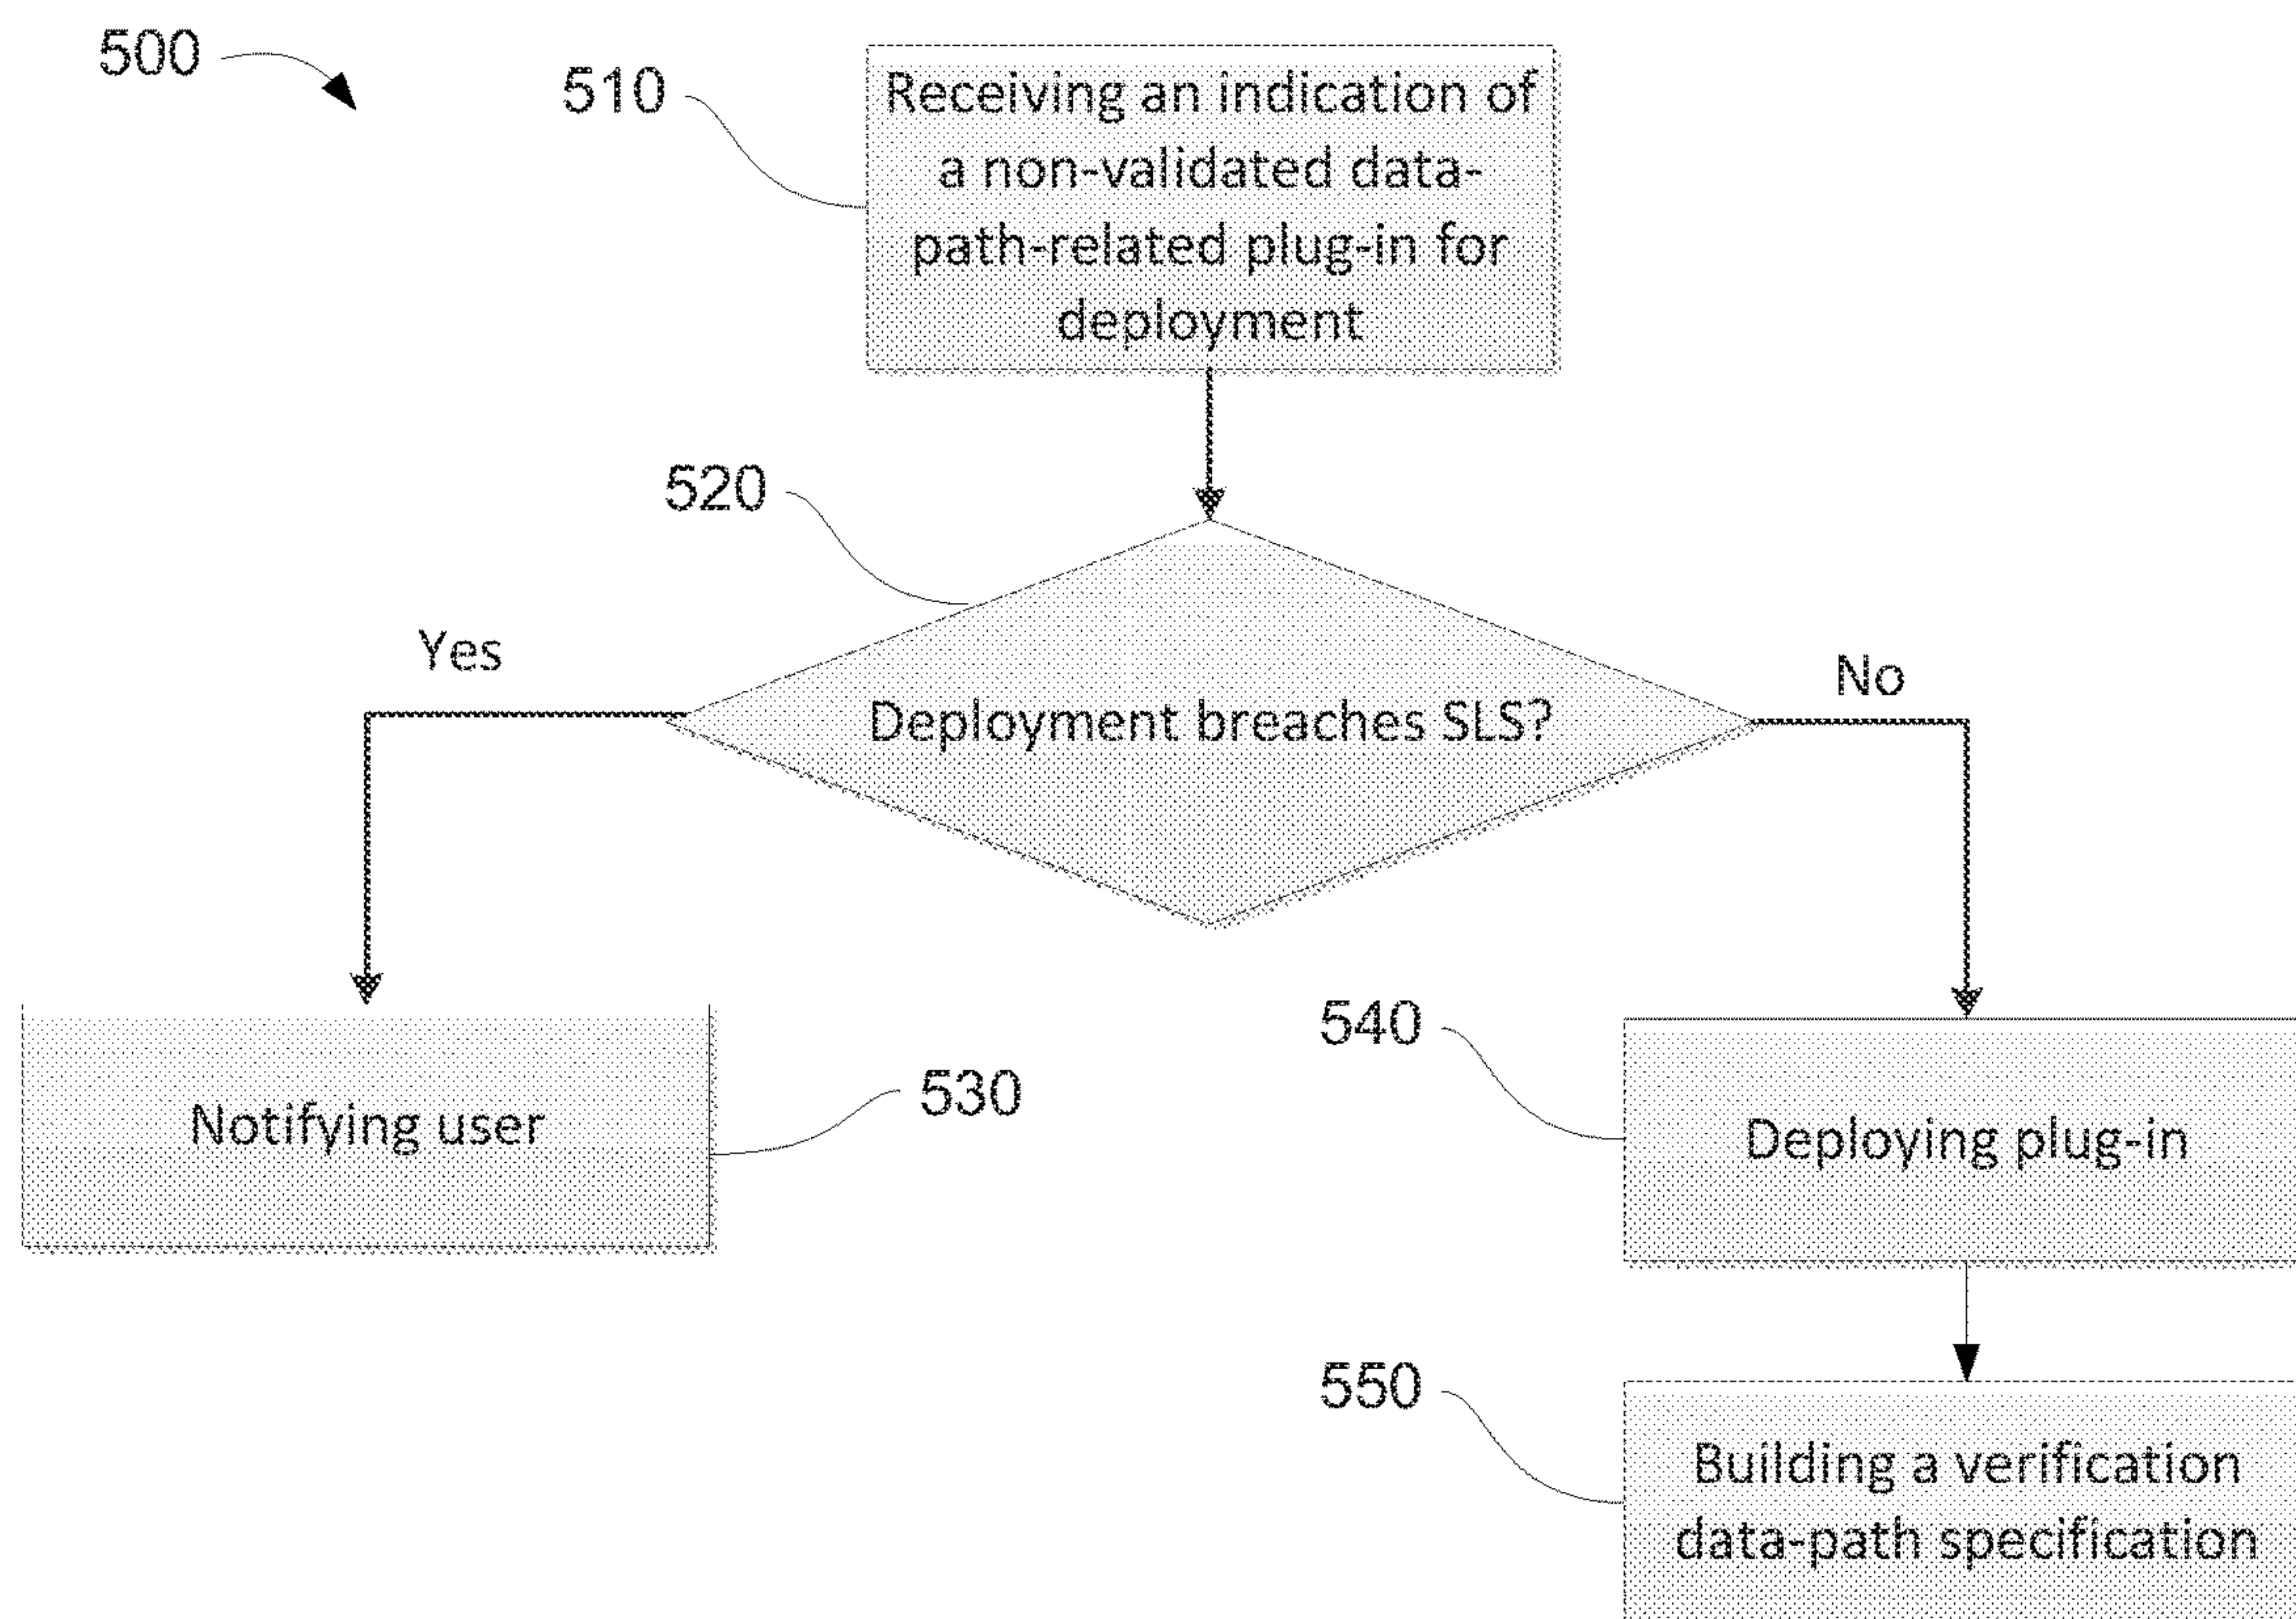 500
510
Receiving an indication of
a non-validated data-
path-related plug-in for
deployment
520
Yes
No
Deployment breaches SLS?
540
530
Notifying user
Deploying plug-in
550
Building a verification
data-path specification